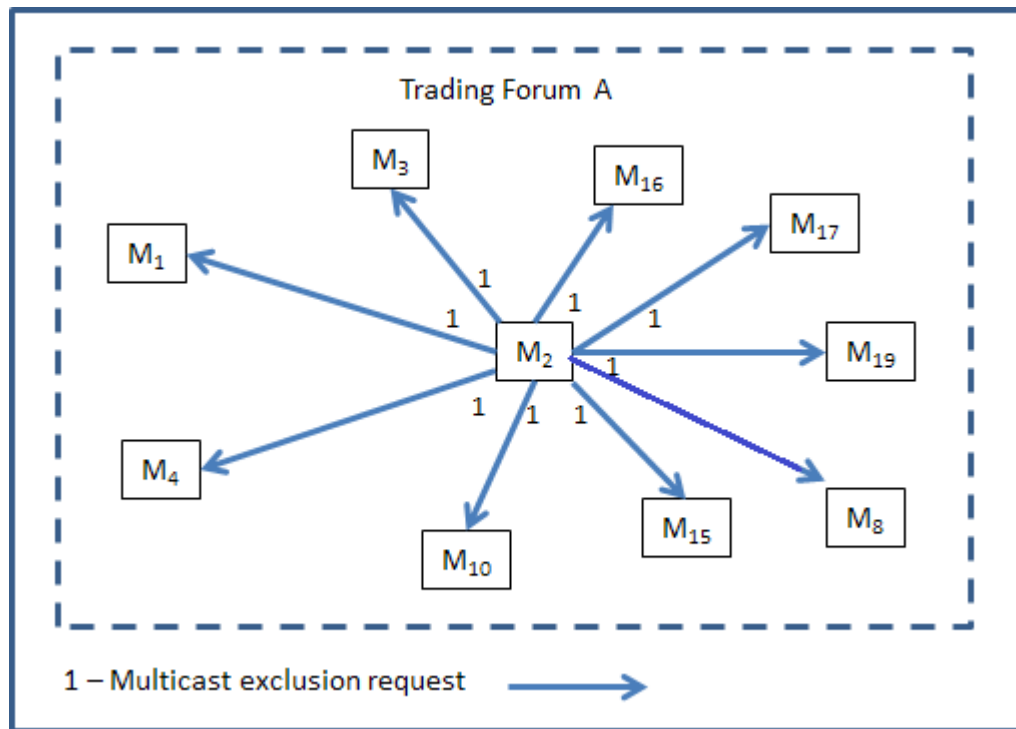 Trading Forum A
M₃
M₁₆
M₁₇
M₁
1
1
1
1
M₂
M₁₉
1
1
1
1
M₄
M₈
M₁₅
M₁₀
1 – Multicast exclusion request